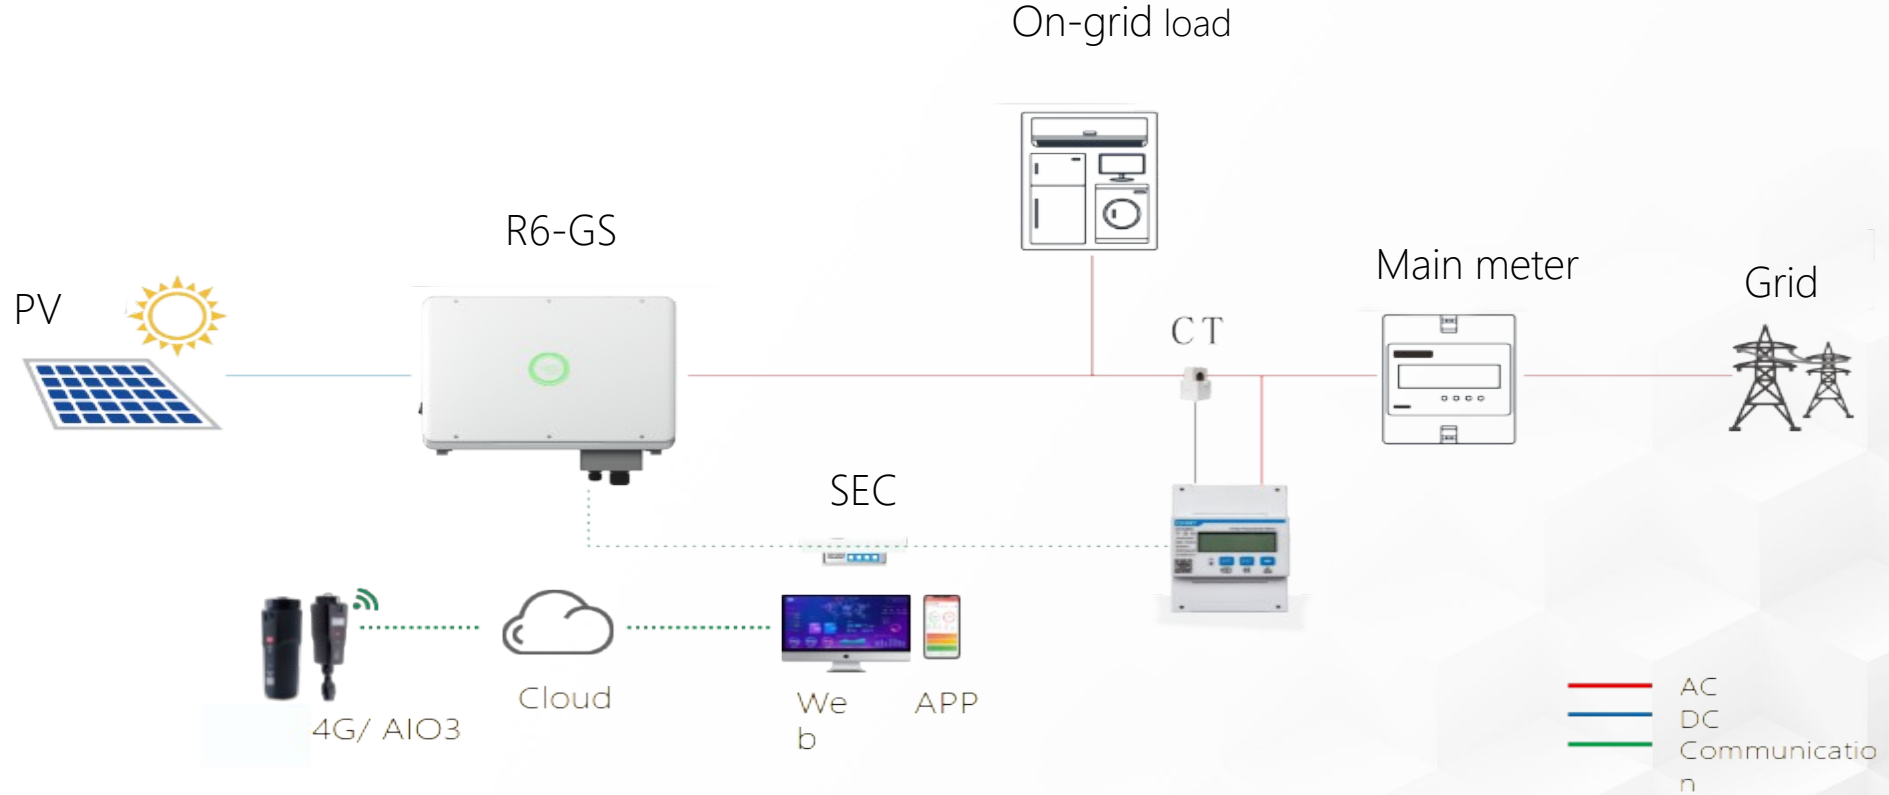 On-grid load
R6-GS
Main meter
Grid
PV
CT
SEC
Cloud
We
b
APP
4G/ AIO3
AC
DC
Communicatio
n